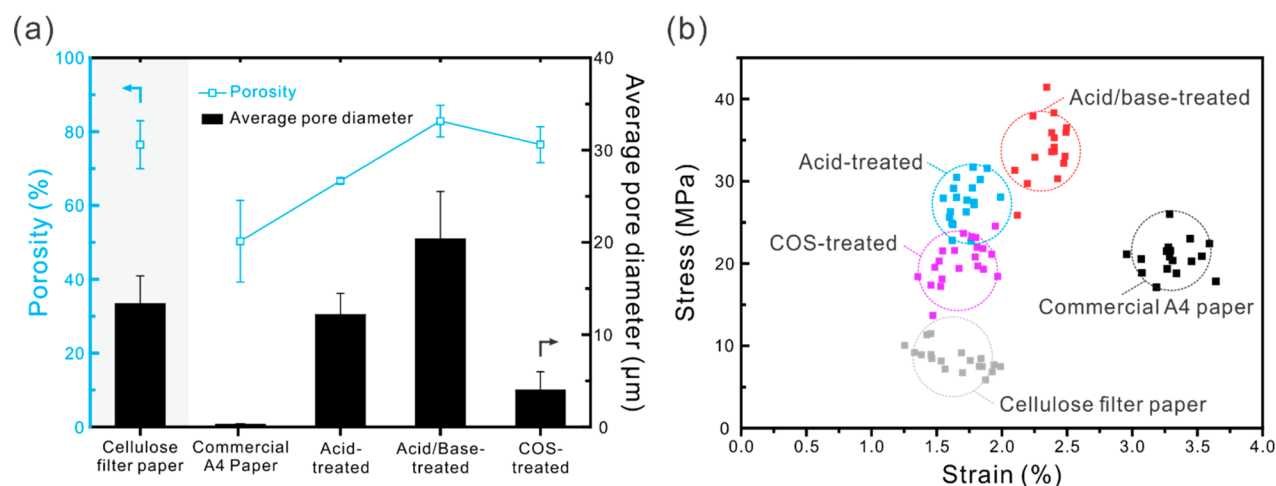 (a)
100
80
60
40
20
0
Porosity (%)
Porosity
Average pore diameter
40
30
20
10
0
Average pore diameter (μm)
Cellulose
filter paper
Commercial
A4 Paper
Acid-
treated
Acid/Base-
treated
COS-
treated
(b)
40
30
20
10
0
Stress (MPa)
Acid/base-treated
Acid-treated
COS-treated
Commercial A4 paper
Cellulose filter paper
0.0 0.5 1.0 1.5 2.0 2.5 3.0 3.5 4.0
Strain (%)